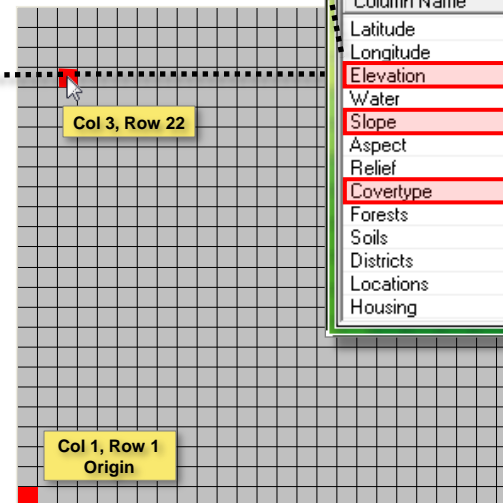 Column Name
Latitude
Longitude
Elevation
Water
Slope
Aspect
Relief
Covertype
Forests
Soils
Districts
Locations
Housing
Col 3, Row 22
Col 1, Row 1
Origin